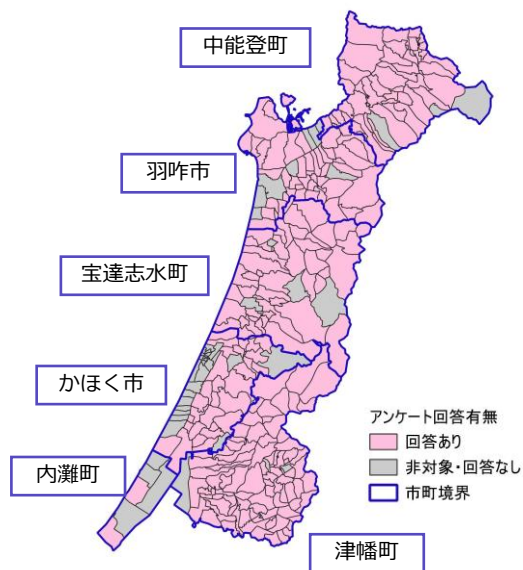 中能登町
羽咋市
宝達志水町
かほく市
内灘町
津幡町
アンケート回答有無
回答あり
非対象・回答なし
市町境界